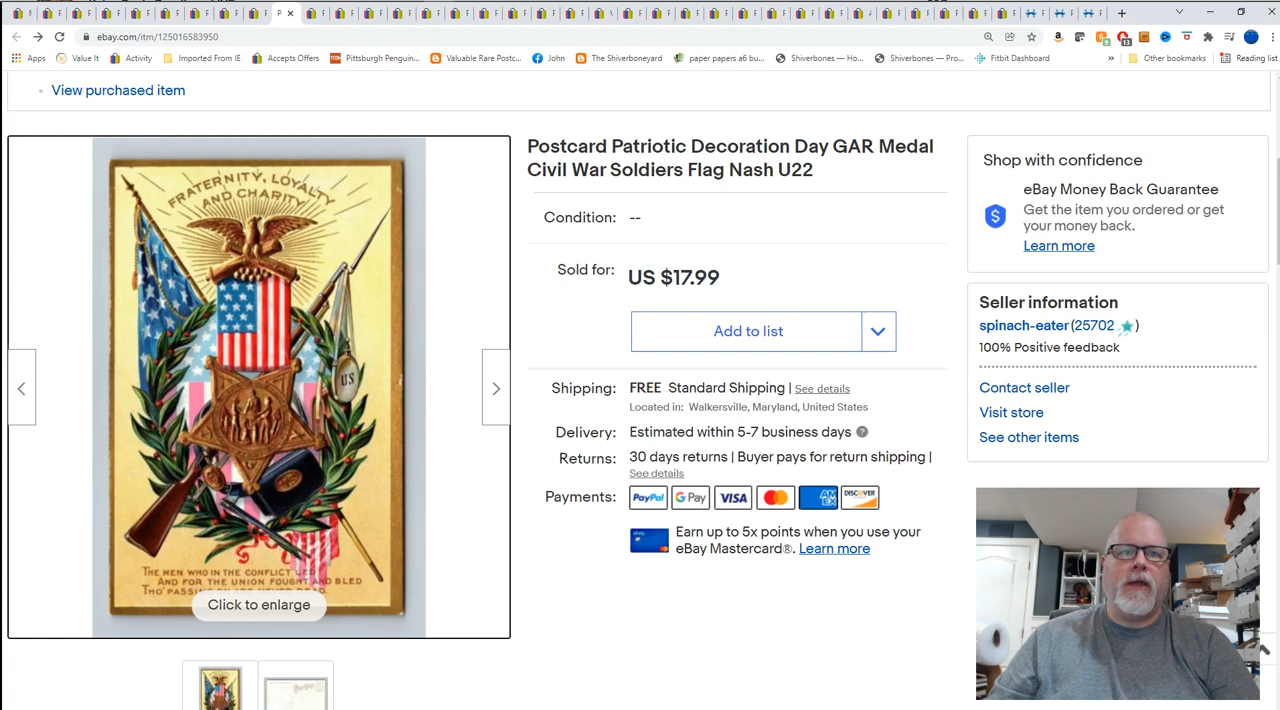 ebay.com/itm/125016583950
Apps
Value It
Activity
Imported From IE
Accepts Offers
Pittsburgh Penguin...
Valuable Rare Postc...
John
The Shiverboneyard
paper papers a6 bu...
Shiverbones — Ho...
Shiverbones — Pro...
Fitbit Dashboard
»
Other bookmarks
Reading list
View purchased item
FRATERNITY, LOYALTY
AND CHARITY
US
THE MEN WHO IN THE CONFLICT LED
AND FOR THE UNION FOUGHT AND BLED
Click to enlarge
Postcard Patriotic Decoration Day GAR Medal
Civil War Soldiers Flag Nash U22
Condition: --
Sold for: US $17.99
Add to list
Shipping: FREE Standard Shipping | See details
Located in: Walkersville, Maryland, United States
Delivery: Estimated within 5-7 business days
Returns: 30 days returns | Buyer pays for return shipping |
See details
Payments: PayPal G Pay VISA AM EX DISCOVER
Earn up to 5x points when you use your
eBay Mastercard®. Learn more
Shop with confidence
eBay Money Back Guarantee
Get the item you ordered or get
your money back.
Learn more
Seller information
spinach-eater (25702)
100% Positive feedback
Contact seller
Visit store
See other items